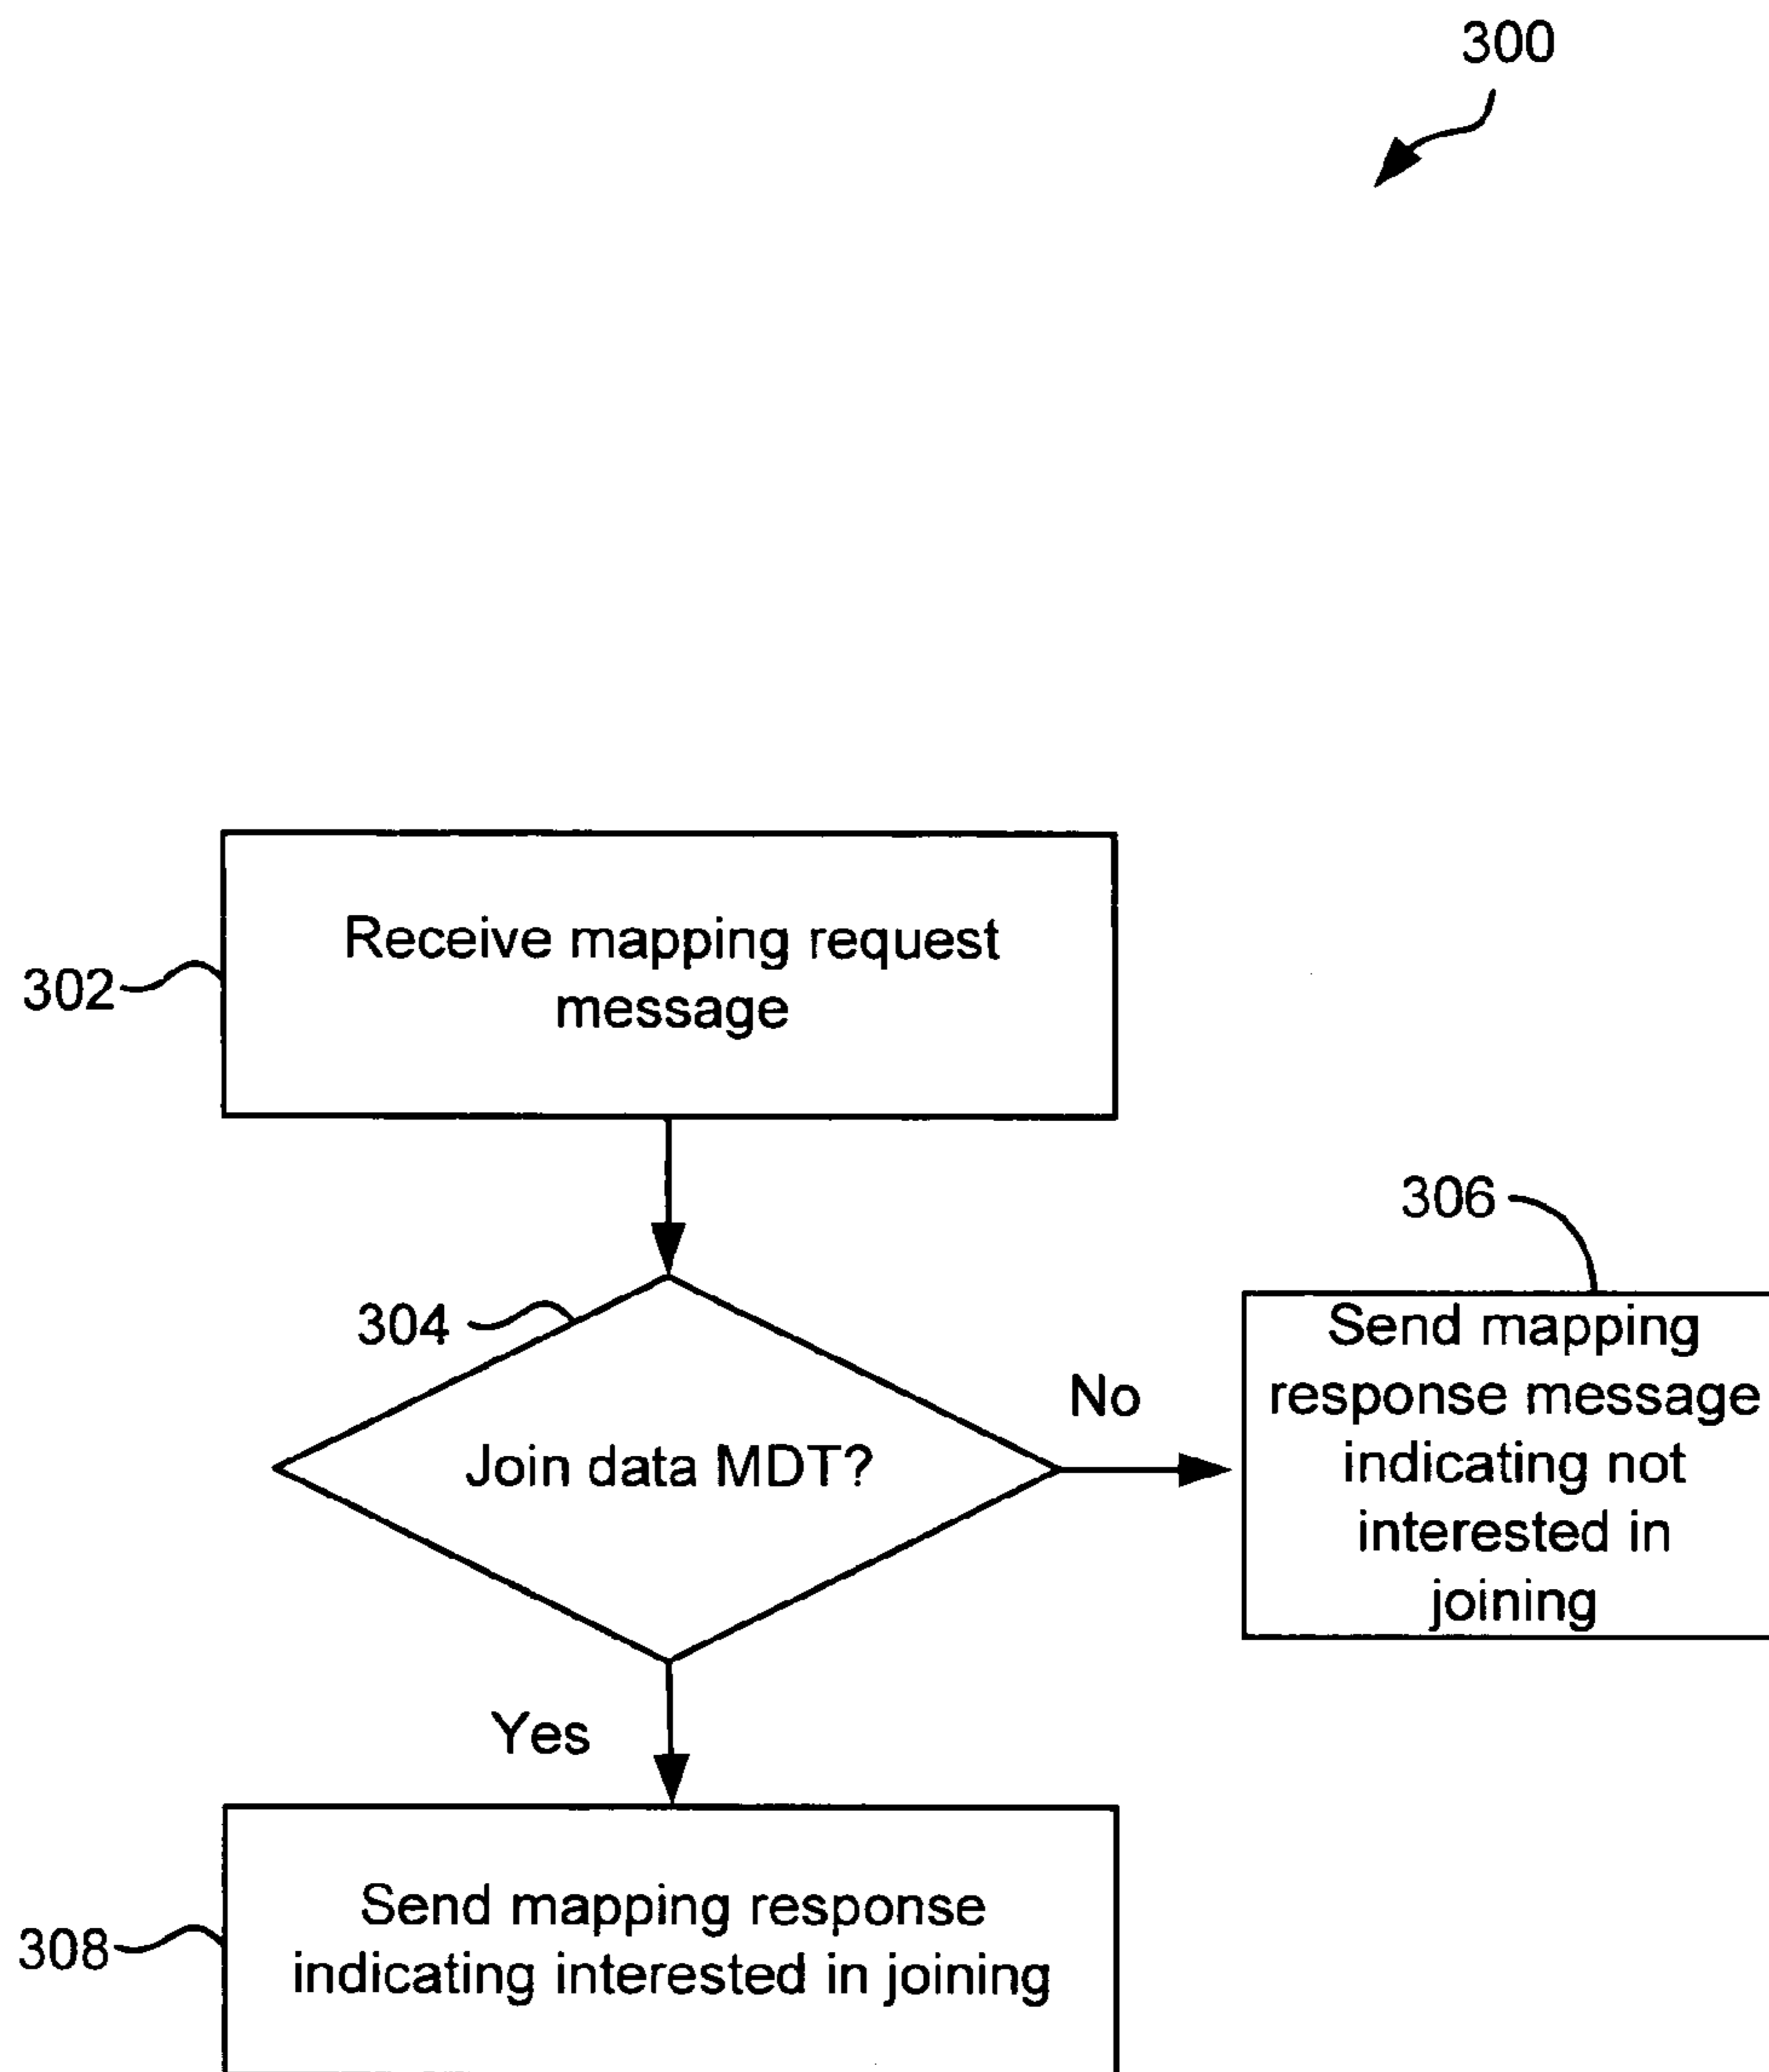 300
Receive mapping request
message
302
306
304
Join data MDT?
No
Send mapping
response message
indicating not
interested in
joining
Yes
Send mapping response
indicating interested in joining
308